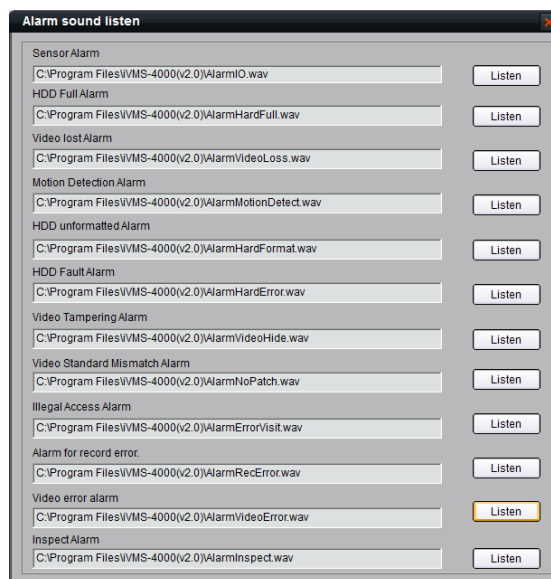 Alarm sound listen
Sensor Alarm
C:\Program Files\iVMS-4000(v2.0)\AlarmIO.wav Listen
HDD Full Alarm
C:\Program Files\iVMS-4000(v2.0)\AlarmHardFull.wav Listen
Video lost Alarm
C:\Program Files\iVMS-4000(v2.0)\AlarmVideoLoss.wav Listen
Motion Detection Alarm
C:\Program Files\iVMS-4000(v2.0)\AlarmMotionDetect.wav Listen
HDD unformatted Alarm
C:\Program Files\iVMS-4000(v2.0)\AlarmHardFormat.wav Listen
HDD Fault Alarm
C:\Program Files\iVMS-4000(v2.0)\AlarmHardError.wav Listen
Video Tampering Alarm
C:\Program Files\iVMS-4000(v2.0)\AlarmVideoHide.wav Listen
Video Standard Mismatch Alarm
C:\Program Files\iVMS-4000(v2.0)\AlarmNoPatch.wav Listen
Illegal Access Alarm
C:\Program Files\iVMS-4000(v2.0)\AlarmErrorVisit.wav Listen
Alarm for record error.
C:\Program Files\iVMS-4000(v2.0)\AlarmRecError.wav Listen
Video error alarm
C:\Program Files\iVMS-4000(v2.0)\AlarmVideoError.wav Listen
Inspect Alarm
C:\Program Files\iVMS-4000(v2.0)\AlarmInspect.wav Listen